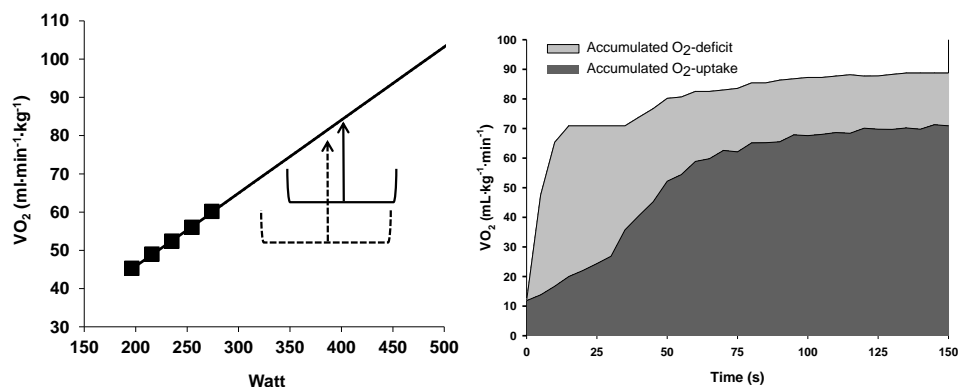 110
100
90
80
70
60
50
40
30
VO₂ (ml·min⁻¹·kg⁻¹)
150 200 250 300 350 400 450 500
Watt
100
90
80
70
60
50
40
30
20
10
0
VO₂ (mL·kg⁻¹·min⁻¹)
Accumulated O₂-deficit
Accumulated O₂-uptake
0 25 50 75 100 125 150
Time (s)